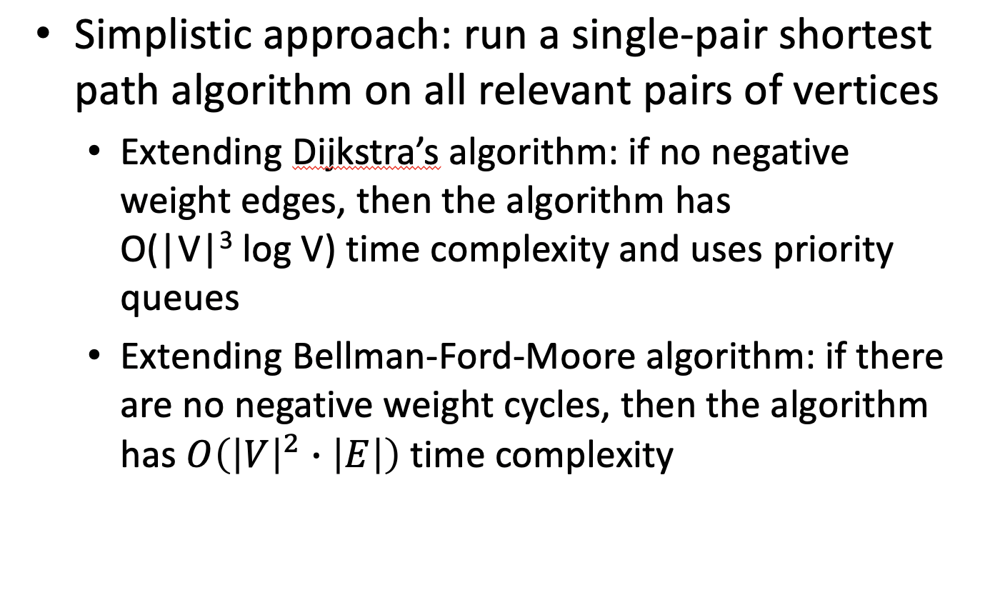 • Simplistic approach: run a single-pair shortest
path algorithm on all relevant pairs of vertices
• Extending Dijkstra’s algorithm: if no negative
weight edges, then the algorithm has
O(|V|³ log V) time complexity and uses priority
queues
• Extending Bellman-Ford-Moore algorithm: if there
are no negative weight cycles, then the algorithm
has O(|V|² · |E|) time complexity